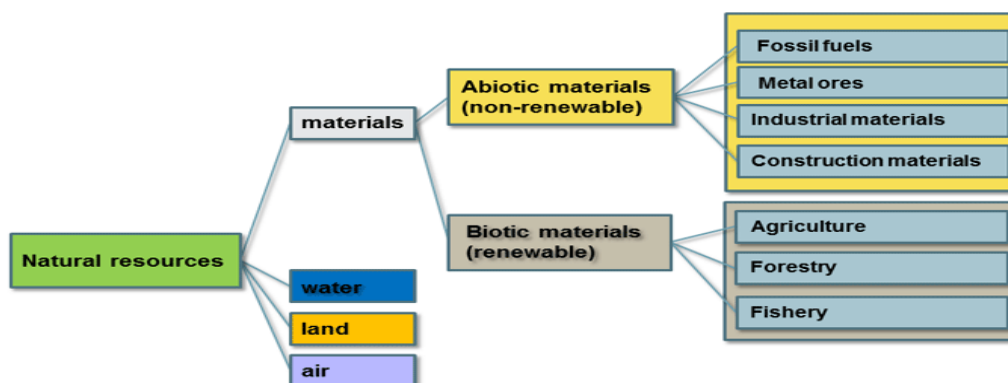 Natural resources
materials
water
land
air
Abiotic materials
(non-renewable)
Biotic materials
(renewable)
Fossil fuels
Metal ores
Industrial materials
Construction materials
Agriculture
Forestry
Fishery